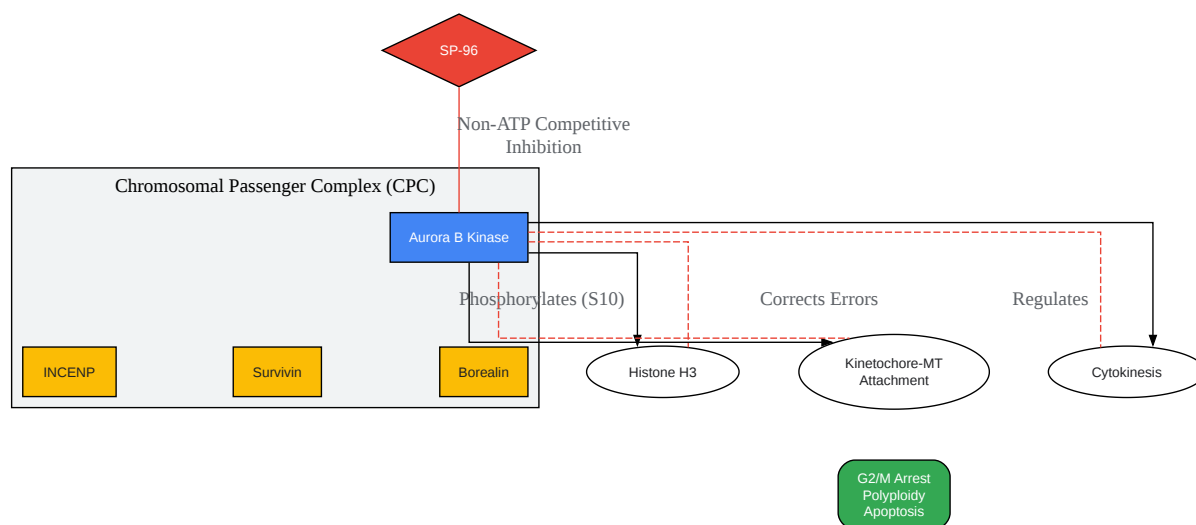 SP-96
Non-ATP Competitive
Inhibition
Chromosomal Passenger Complex (CPC)
Aurora B Kinase
Phosphorylates (S10)
Corrects Errors
Regulates
INCENP
Survivin
Borealin
Histone H3
Kinetochore-MT
Attachment
Cytokinesis
G2/M Arrest
Polyploidy
Apoptosis